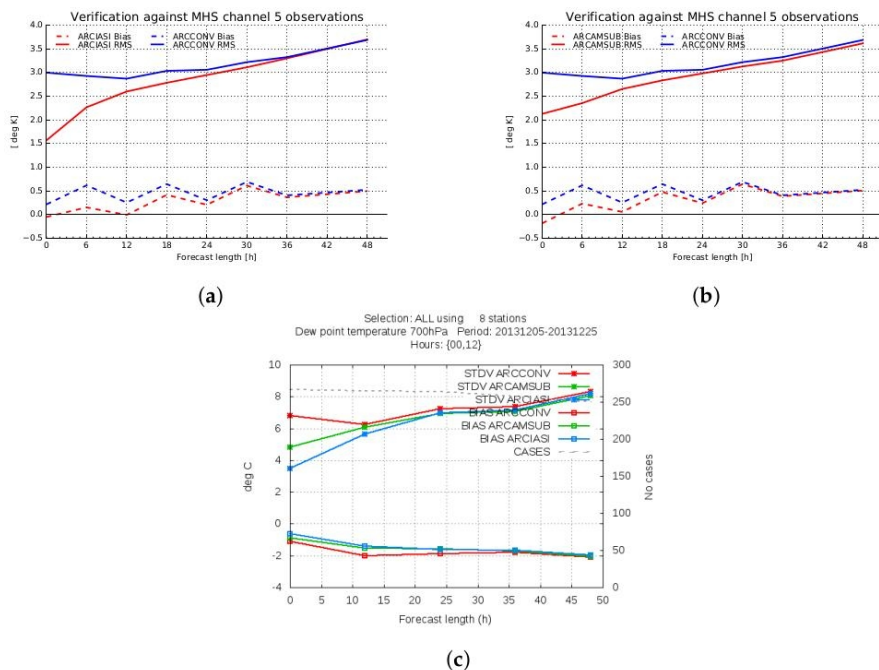 Verification against MHS channel 5 observations
ARCIASI Bias ARCCONV Bias
ARCIASI RMS ARCCONV RMS
4.0
3.5
3.0
2.5
2.0
1.5
1.0
0.5
0.0
−0.5
[ deg K]
0 6 12 18 24 30 36 42 48
Forecast length [h]
(a)
Verification against MHS channel 5 observations
ARCAMSUB Bias ARCCONV Bias
ARCAMSUB RMS ARCCONV RMS
4.0
3.5
3.0
2.5
2.0
1.5
1.0
0.5
0.0
−0.5
[ deg K]
0 6 12 18 24 30 36 42 48
Forecast length [h]
(b)
Selection: ALL using 8 stations
Dew point temperature 700hPa Period: 20131205-20131225
Hours: {00,12}
STDV ARCCONV
STDV ARCAMSUB
STDV ARCIASI
BIAS ARCCONV
BIAS ARCAMSUB
BIAS ARCIASI
CASES
10
8
6
4
2
0
-2
-4
deg C
300
250
200
150
100
50
0
No cases
0 5 10 15 20 25 30 35 40 45 50
Forecast length (h)
(c)